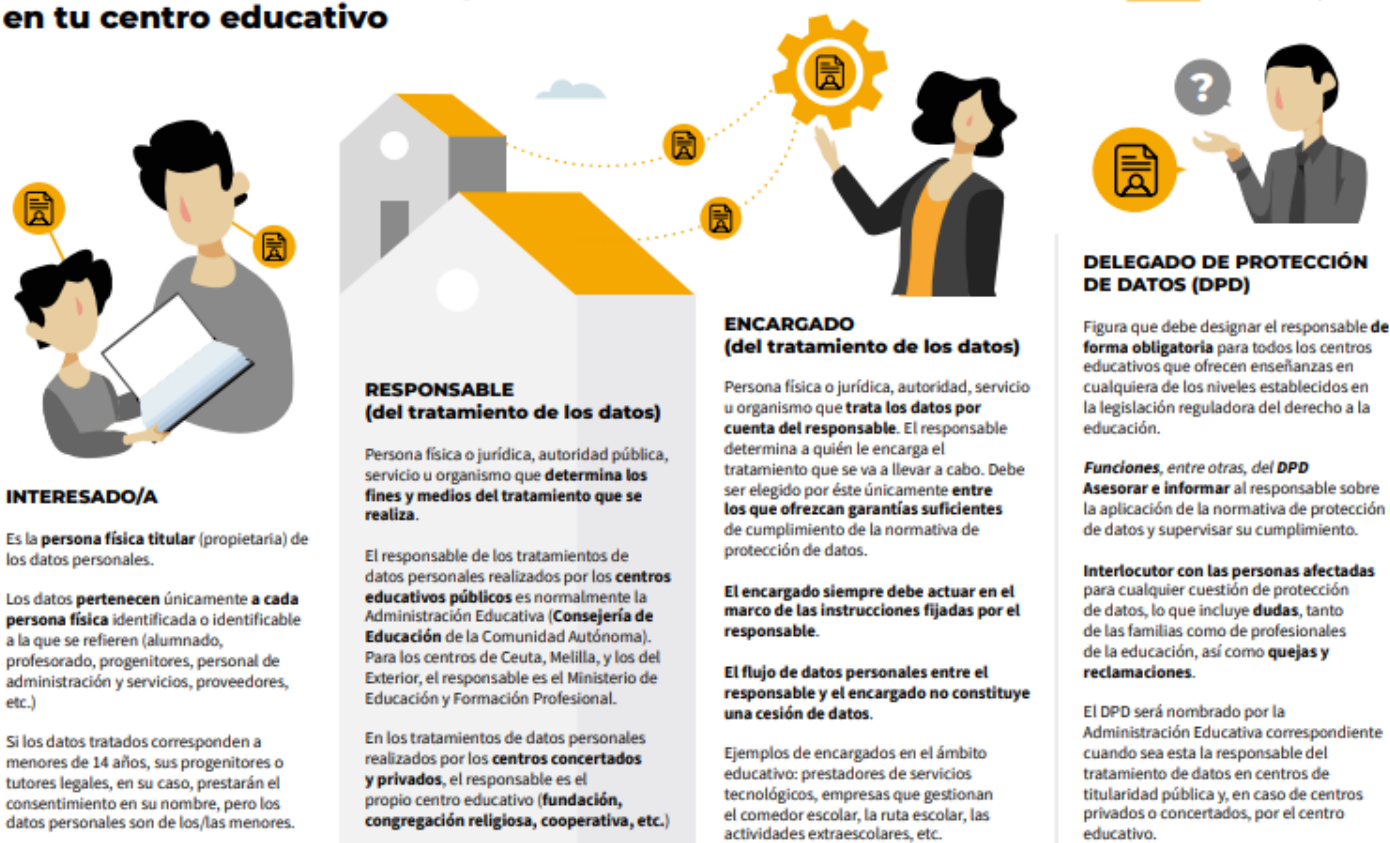 en tu centro educativo
?
INTERESADO/A
Es la persona física titular (propietaria) de
los datos personales.
Los datos pertenecen únicamente a cada
persona física identificada o identificable
a la que se refieren (alumnado,
profesorado, progenitores, personal de
administración y servicios, proveedores,
etc.)
Si los datos tratados corresponden a
menores de 14 años, sus progenitores o
tutores legales, en su caso, prestarán el
consentimiento en su nombre, pero los
datos personales son de los/las menores.
RESPONSABLE
(del tratamiento de los datos)
Persona física o jurídica, autoridad pública,
servicio u organismo que determina los
fines y medios del tratamiento que se
realiza.
El responsable de los tratamientos de
datos personales realizados por los centros
educativos públicos es normalmente la
Administración Educativa (Consejería de
Educación de la Comunidad Autónoma).
Para los centros de Ceuta, Melilla, y los del
Exterior, el responsable es el Ministerio de
Educación y Formación Profesional.
En los tratamientos de datos personales
realizados por los centros concertados
y privados, el responsable es el
propio centro educativo (fundación,
congregación religiosa, cooperativa, etc.)
ENCARGADO
(del tratamiento de los datos)
Persona física o jurídica, autoridad, servicio
u organismo que trata los datos por
cuenta del responsable. El responsable
determina a quién le encarga el
tratamiento que se va a llevar a cabo. Debe
ser elegido por éste únicamente entre
los que ofrezcan garantías suficientes
de cumplimiento de la normativa de
protección de datos.
El encargado siempre debe actuar en el
marco de las instrucciones fijadas por el
responsable.
El flujo de datos personales entre el
responsable y el encargado no constituye
una cesión de datos.
Ejemplos de encargados en el ámbito
educativo: prestadores de servicios
tecnológicos, empresas que gestionan
el comedor escolar, la ruta escolar, las
actividades extraescolares, etc.
DELEGADO DE PROTECCIÓN
DE DATOS (DPD)
Figura que debe designar el responsable de
forma obligatoria para todos los centros
educativos que ofrecen enseñanzas en
cualquiera de los niveles establecidos en
la legislación reguladora del derecho a la
educación.
Funciones, entre otras, del DPD
Asesorar e informar al responsable sobre
la aplicación de la normativa de protección
de datos y supervisar su cumplimiento.
Interlocutor con las personas afectadas
para cualquier cuestión de protección
de datos, lo que incluye dudas, tanto
de las familias como de profesionales
de la educación, así como quejas y
reclamaciones.
El DPD será nombrado por la
Administración Educativa correspondiente
cuando sea esta la responsable del
tratamiento de datos en centros de
titularidad pública y, en caso de centros
privados o concertados, por el centro
educativo.